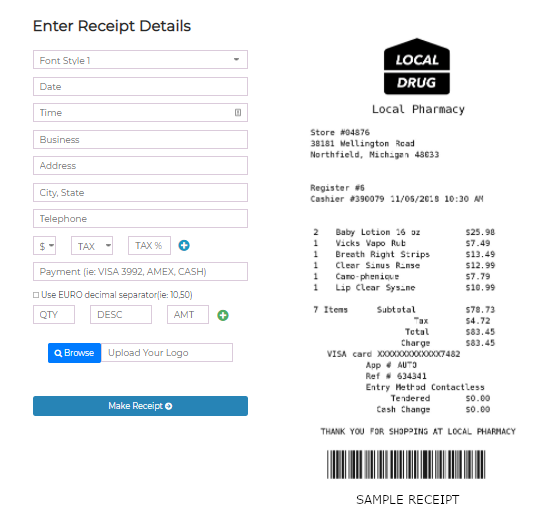 Enter Receipt Details
Font Style 1
Date
Time
Business
Address
City, State
Telephone
$ TAX TAX %
Payment (ie: VISA 3992, AMEX, CASH)
Use EURO decimal separator(ie: 10,50)
QTY DESC AMT
Browse Upload Your Logo
Make Receipt
LOCAL
DRUG
Local Pharmacy
Store #04876
38181 Wellington Road
Northfield, Michigan 48033
Register #6
Cashier #390079 11/06/2018 10:30 AM
2 Baby Lotion 16 oz $25.98
1 Vicks Vapo Rub $7.49
1 Breath Right Strips $13.49
1 Clear Sinus Rinse $12.99
1 Camo-phenique $7.79
1 Lip Clear Sysine $10.99
7 Items Subtotal $78.73
Tax $4.72
Total $83.45
Charge $83.45
VISA card XXXXXXXXXXXXX7482
App # AUTO
Ref # 634341
Entry Method Contactless
Tendered $0.00
Cash Change $0.00
THANK YOU FOR SHOPPING AT LOCAL PHARMACY
SAMPLE RECEIPT